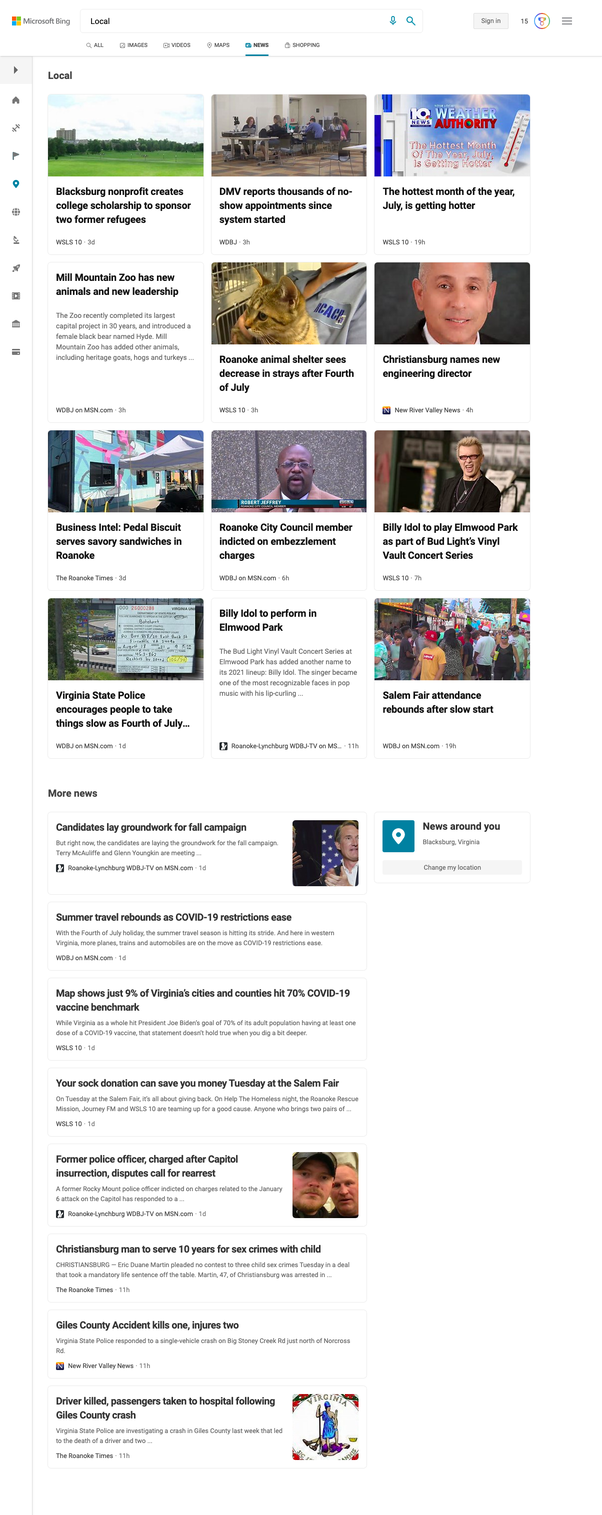 Microsoft Bing
Local
Sign in
15
ALL
IMAGES
VIDEOS
MAPS
NEWS
SHOPPING
Local
Blacksburg nonprofit creates
college scholarship to sponsor
two former refugees
WSLS 10 · 3d
DMV reports thousands of no-
show appointments since
system started
WDBJ · 3h
10
NEWS
WEATHER
AUTHORITY
The Hottest Month
Of The Year, July,
Is Getting Hotter
The hottest month of the year,
July, is getting hotter
WSLS 10 · 19h
Mill Mountain Zoo has new
animals and new leadership
The Zoo recently completed its largest
capital project in 30 years, and introduced a
female black bear named Hyde. Mill
Mountain Zoo has added other animals,
including heritage goats, hogs and turkeys ...
WDBJ on MSN.com · 3h
RCACP
Roanoke animal shelter sees
decrease in strays after Fourth
of July
WSLS 10 · 3h
Christiansburg names new
engineering director
New River Valley News · 4h
Business Intel: Pedal Biscuit
serves savory sandwiches in
Roanoke
The Roanoke Times · 3d
ROBERT JEFFREY
Roanoke City Council member
indicted on embezzlement
charges
WDBJ on MSN.com · 6h
Billy Idol to play Elmwood Park
as part of Bud Light's Vinyl
Vault Concert Series
WSLS 10 · 7h
Virginia State Police
encourages people to take
things slow as Fourth of July...
WDBJ on MSN.com · 1d
Billy Idol to perform in
Elmwood Park
The Bud Light Vinyl Vault Concert Series at
Elmwood Park has added another name to
its 2021 lineup: Billy Idol. The singer became
one of the most recognizable faces in pop
music with his lip-curling ...
Roanoke-Lynchburg WDBJ-TV on MS... · 11h
Salem Fair attendance
rebounds after slow start
WDBJ on MSN.com · 19h
More news
Candidates lay groundwork for fall campaign
But right now, the candidates are laying the groundwork for the fall campaign.
Terry McAuliffe and Glenn Youngkin are meeting ...
Roanoke-Lynchburg WDBJ-TV on MSN.com · 1d
News around you
Blacksburg, Virginia
Change my location
Summer travel rebounds as COVID-19 restrictions ease
With the Fourth of July holiday, the summer travel season is hitting its stride. And here in western
Virginia, more planes, trains and automobiles are on the move as COVID-19 restrictions ease.
WDBJ on MSN.com · 1d
Map shows just 9% of Virginia's cities and counties hit 70% COVID-19
vaccine benchmark
While Virginia as a whole hit President Joe Biden's goal of 70% of its adult population having at least one
dose of a COVID-19 vaccine, that statement doesn't hold true when you dig a bit deeper.
WSLS 10 · 1d
Your sock donation can save you money Tuesday at the Salem Fair
On Tuesday at the Salem Fair, it's all about giving back. On Help The Homeless night, the Roanoke Rescue
Mission, Journey FM and WSLS 10 are teaming up for a good cause. Anyone who brings two pairs of ...
WSLS 10 · 1d
Former police officer, charged after Capitol
insurrection, disputes call for rearrest
A former Rocky Mount police officer indicted on charges related to the January
6 attack on the Capitol has responded to a ...
Roanoke-Lynchburg WDBJ-TV on MSN.com · 1d
Christiansburg man to serve 10 years for sex crimes with child
CHRISTIANSBURG — Eric Duane Martin pleaded no contest to three child sex crimes Tuesday in a deal
that took a mandatory life sentence off the table. Martin, 47, of Christiansburg was arrested in ...
The Roanoke Times · 11h
Giles County Accident kills one, injures two
Virginia State Police responded to a single-vehicle crash on Big Stoney Creek Rd just north of Norcross
Rd.
New River Valley News · 11h
Driver killed, passengers taken to hospital following
Giles County crash
Virginia State Police are investigating a crash in Giles County last week that led
to the death of a driver and two ...
The Roanoke Times · 11h
VIRGINIA